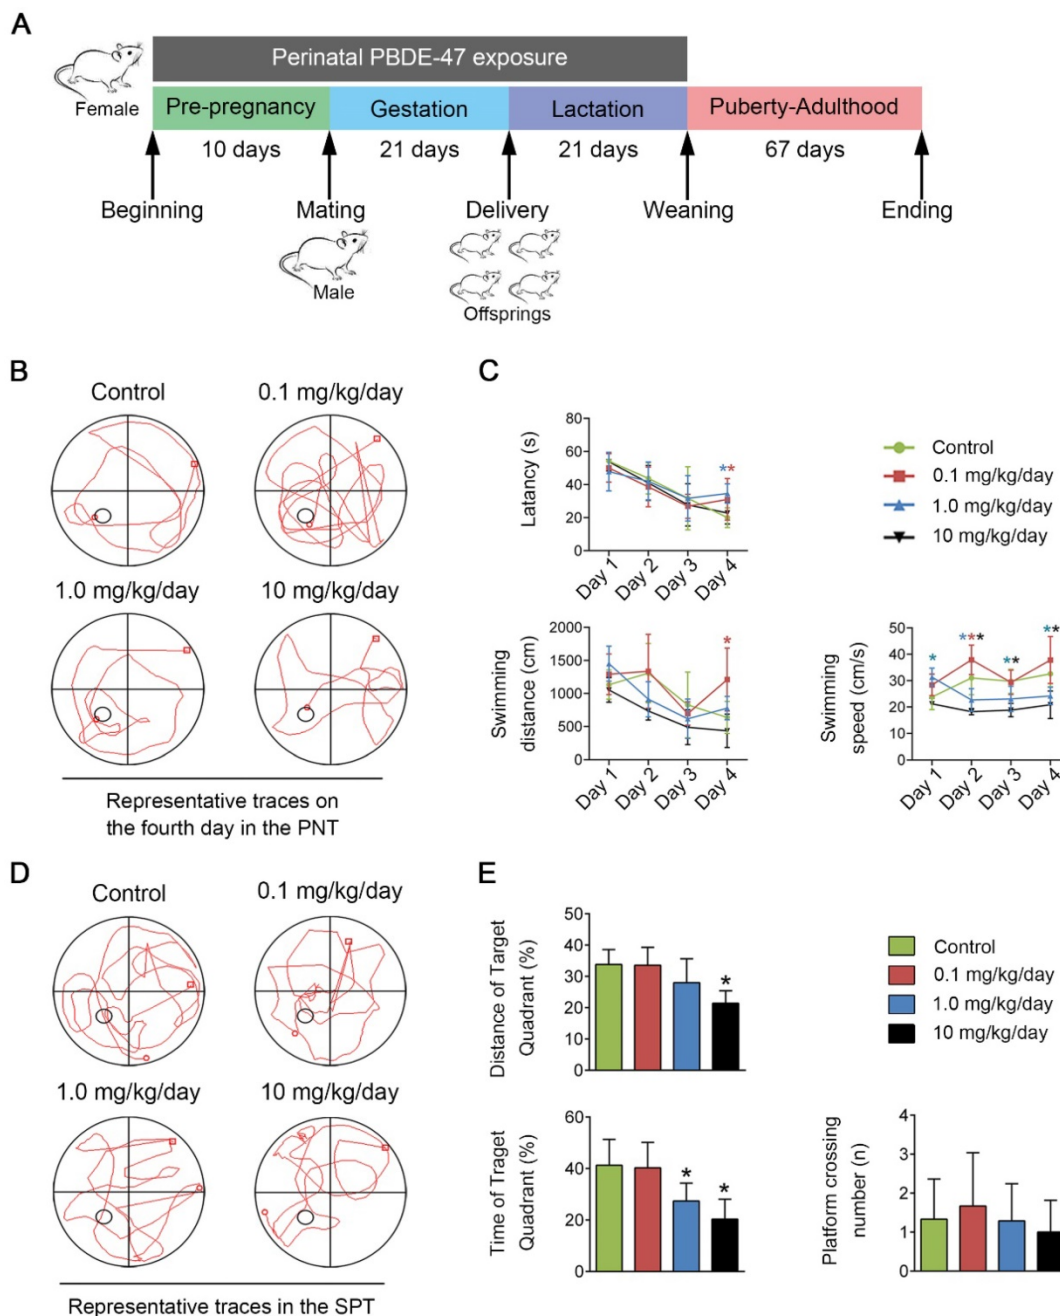 A
Perinatal PBDE-47 exposure
Female
Pre-pregnancy Gestation Lactation Puberty-Adulthood
10 days 21 days 21 days 67 days
Beginning Mating Delivery Weaning Ending
Male
Offsprings
B
Control 0.1 mg/kg/day
1.0 mg/kg/day 10 mg/kg/day
Representative traces on
the fourth day in the PNT
C
Latancy (s)
80
60
40
20
0
**
Day 1 Day 2 Day 3 Day 4
Control
0.1 mg/kg/day
1.0 mg/kg/day
10 mg/kg/day
Swimming
distance (cm)
2000
1500
1000
500
0
*
Day 1 Day 2 Day 3 Day 4
Swimming
speed (cm/s)
50
40
30
20
10
0
* *** ** **
Day 1 Day 2 Day 3 Day 4
D
Control 0.1 mg/kg/day
1.0 mg/kg/day 10 mg/kg/day
Representative traces in the SPT
E
Distance of Target
Quadrant (%)
50
40
30
20
10
0
*
Control
0.1 mg/kg/day
1.0 mg/kg/day
10 mg/kg/day
Time of Traget
Quadrant (%)
60
40
20
0
* *
Platform crossing
number (n)
4
3
2
1
0